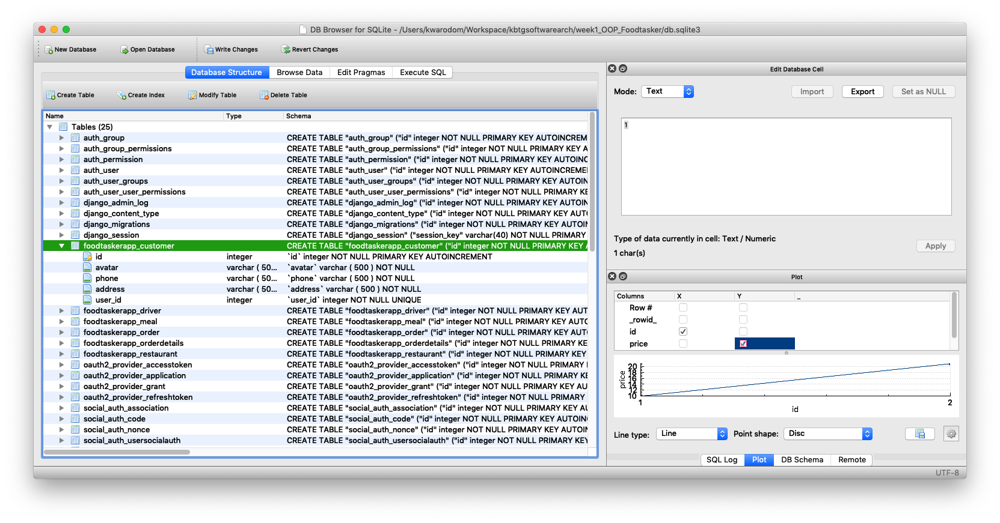 DB Browser for SQLite - /Users/kwarodom/Workspace/kbtgsoftwarearch/week1_OOP_Foodtasker/db.sqlite3
New Database Open Database Write Changes Revert Changes
Database Structure Browse Data Edit Pragmas Execute SQL
Create Table Create Index Modify Table Delete Table
Name Type Schema
Tables (25)
auth_group CREATE TABLE "auth_group" ("id" integer NOT NULL PRIMARY KEY AUTOINCREM
auth_group_permissions CREATE TABLE "auth_group_permissions" ("id" integer NOT NULL PRIMARY KEY A
auth_permission CREATE TABLE "auth_permission" ("id" integer NOT NULL PRIMARY KEY AUTOINC
auth_user CREATE TABLE "auth_user" ("id" integer NOT NULL PRIMARY KEY AUTOINCREMEI
auth_user_groups CREATE TABLE "auth_user_groups" ("id" integer NOT NULL PRIMARY KEY AUTOIN
auth_user_user_permissions CREATE TABLE "auth_user_user_permissions" ("id" integer NOT NULL PRIMARY KE
django_admin_log CREATE TABLE "django_admin_log" ("id" integer NOT NULL PRIMARY KEY AUTOIN
django_content_type CREATE TABLE "django_content_type" ("id" integer NOT NULL PRIMARY KEY AUT
django_migrations CREATE TABLE "django_migrations" ("id" integer NOT NULL PRIMARY KEY AUTOIN
django_session CREATE TABLE "django_session" ("session_key" varchar(40) NOT NULL PRIMARY
foodtaskerapp_customer CREATE TABLE "foodtaskerapp_customer" ("id" integer NOT NULL PRIMARY KEY
id integer `id` integer NOT NULL PRIMARY KEY AUTOINCREMENT
avatar varchar ( 50... `avatar` varchar ( 500 ) NOT NULL
phone varchar ( 50... `phone` varchar ( 500 ) NOT NULL
address varchar ( 50... `address` varchar ( 500 ) NOT NULL
user_id integer `user_id` integer NOT NULL UNIQUE
foodtaskerapp_driver CREATE TABLE "foodtaskerapp_driver" ("id" integer NOT NULL PRIMARY KEY AUT
foodtaskerapp_meal CREATE TABLE "foodtaskerapp_meal" ("id" integer NOT NULL PRIMARY KEY AUTO
foodtaskerapp_order CREATE TABLE "foodtaskerapp_order" ("id" integer NOT NULL PRIMARY KEY AUT
foodtaskerapp_orderdetails CREATE TABLE "foodtaskerapp_orderdetails" ("id" integer NOT NULL PRIMARY KE
foodtaskerapp_restaurant CREATE TABLE "foodtaskerapp_restaurant" ("id" integer NOT NULL PRIMARY KEY
oauth2_provider_accesstoken CREATE TABLE "oauth2_provider_accesstoken" ("id" integer NOT NULL PRIMARY
oauth2_provider_application CREATE TABLE "oauth2_provider_application" ("id" integer NOT NULL PRIMARY KE
oauth2_provider_grant CREATE TABLE "oauth2_provider_grant" ("id" integer NOT NULL PRIMARY KEY AU
oauth2_provider_refreshtoken CREATE TABLE "oauth2_provider_refreshtoken" ("id" integer NOT NULL PRIMARY
social_auth_association CREATE TABLE "social_auth_association" ("id" integer NOT NULL PRIMARY KEY AU
social_auth_code CREATE TABLE "social_auth_code" ("id" integer NOT NULL PRIMARY KEY AUTOIN
social_auth_nonce CREATE TABLE "social_auth_nonce" ("id" integer NOT NULL PRIMARY KEY AUTOIN
social_auth_usersocialauth CREATE TABLE "social_auth_usersocialauth" ("id" integer NOT NULL PRIMARY KEY
Edit Database Cell
Mode: Text Import Export Set as NULL
1
Type of data currently in cell: Text / Numeric
1 char(s)
Apply
Plot
Columns X Y _
Row #
_rowid_
id
price
20
18
16
14
12
10
price
1 2
id
Line type: Line Point shape: Disc
SQL Log Plot DB Schema Remote
UTF-8